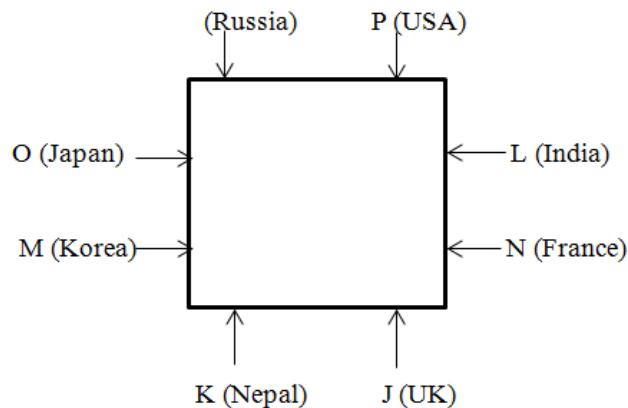 (Russia) P (USA)
O (Japan) L (India)
M (Korea) N (France)
K (Nepal) J (UK)